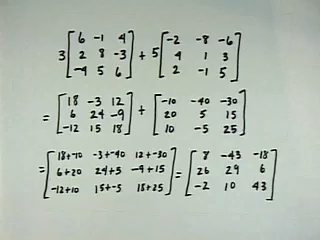 3 [6 -1 4] + 5 [-2 -8 -6]
[2 8 -3] [4 1 3]
[-4 5 6] [2 -1 5]
= [18 -3 12] + [-10 -40 -30]
[6 24 -9] [20 5 15]
[-12 15 18] [10 -5 25]
= [18+-10 -3+-40 12+-30] = [8 -43 -18]
[6+20 24+5 -9+15] [26 29 6]
[-12+10 15+-5 18+25] [-2 10 43]